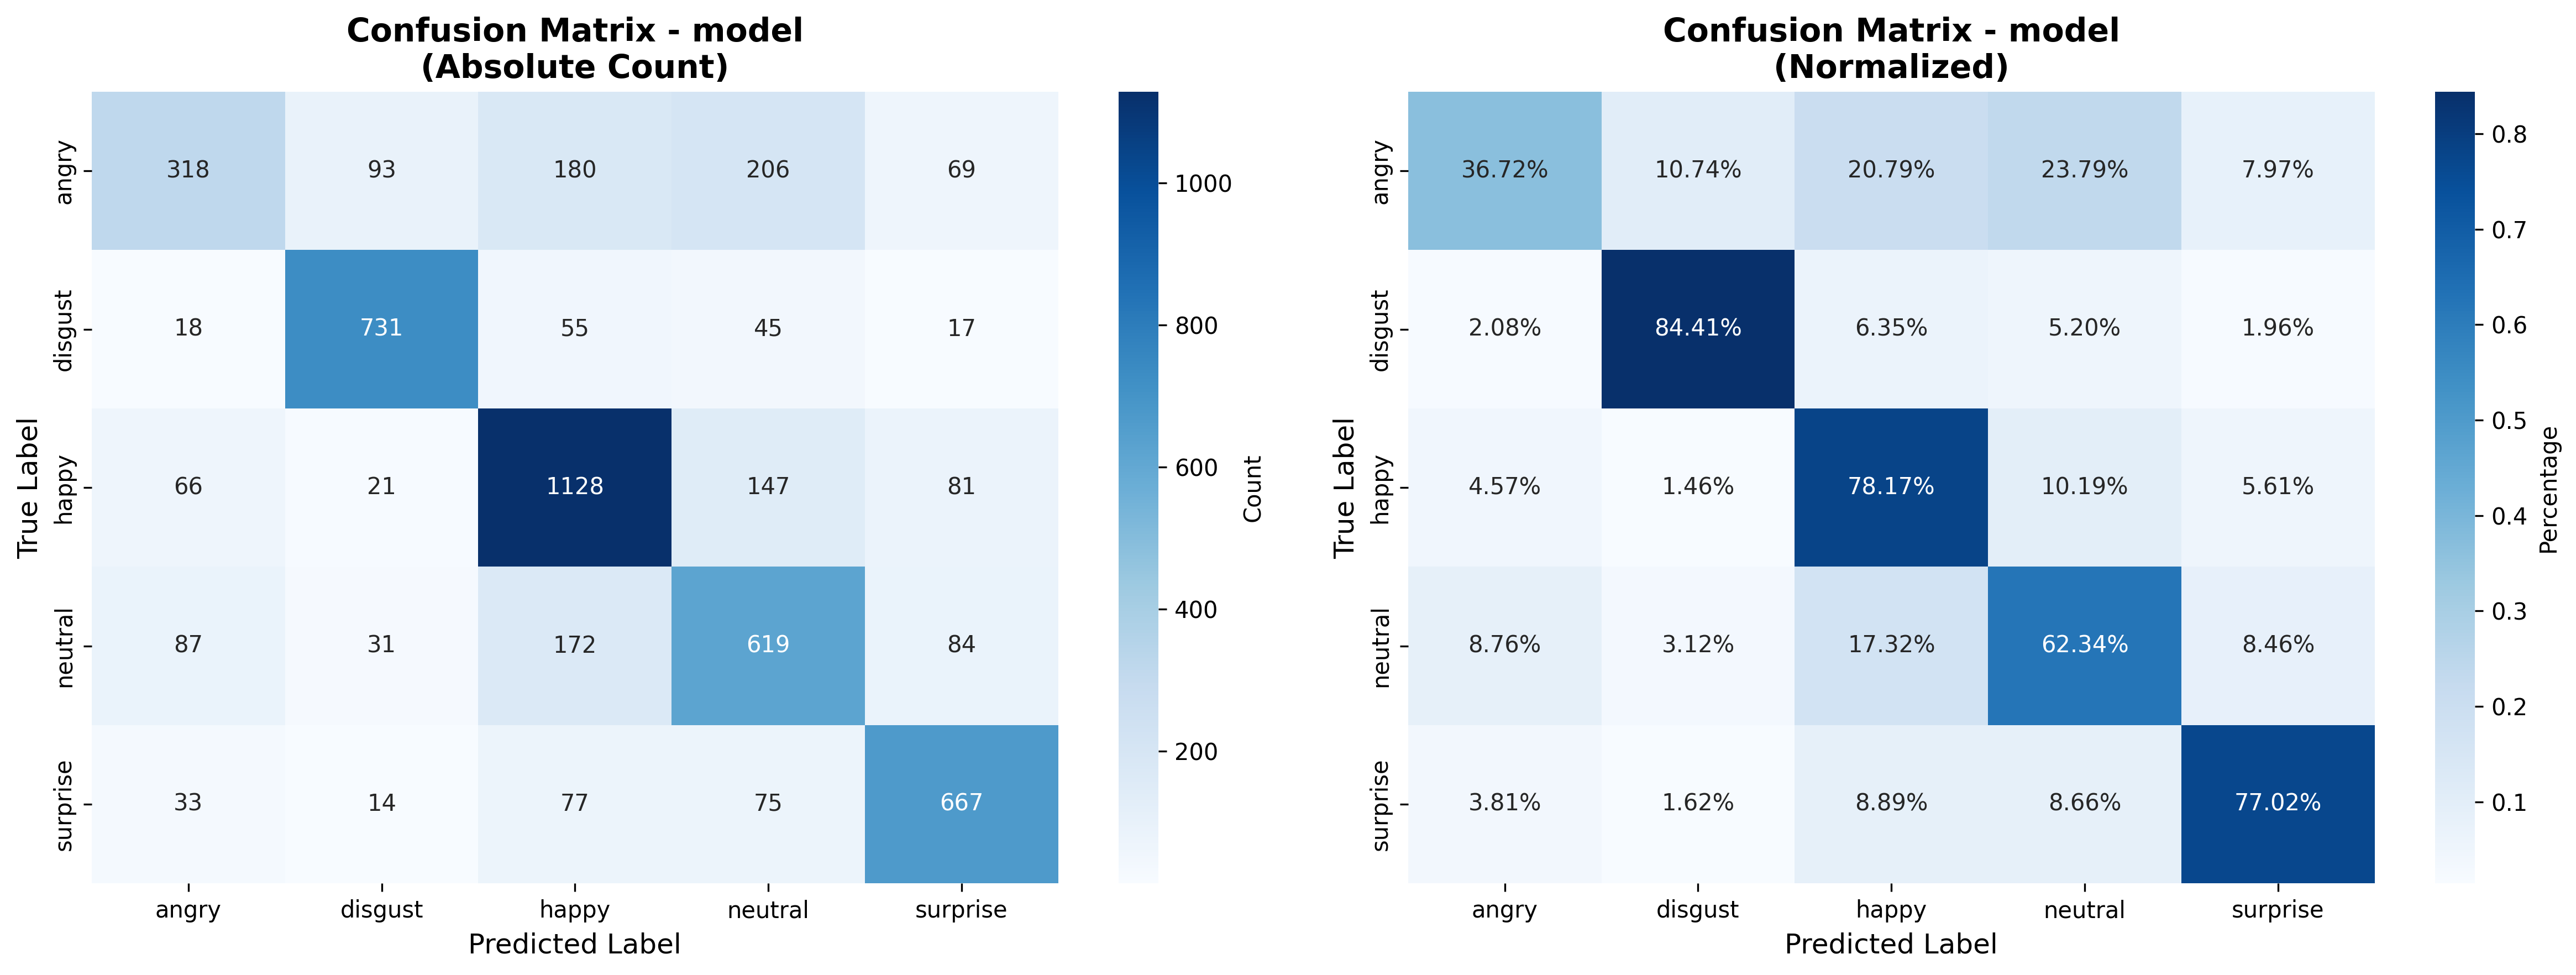 Confusion Matrix - model
(Absolute Count)
angry 318 93 180 206 69
disgust 18 731 55 45 17
happy 66 21 1128 147 81
neutral 87 31 172 619 84
surprise 33 14 77 75 667
angry disgust happy neutral surprise
Predicted Label
True Label
1000
800
600
400
200
Count
Confusion Matrix - model
(Normalized)
angry 36.72% 10.74% 20.79% 23.79% 7.97%
disgust 2.08% 84.41% 6.35% 5.20% 1.96%
happy 4.57% 1.46% 78.17% 10.19% 5.61%
neutral 8.76% 3.12% 17.32% 62.34% 8.46%
surprise 3.81% 1.62% 8.89% 8.66% 77.02%
angry disgust happy neutral surprise
Predicted Label
True Label
0.8
0.7
0.6
0.5
0.4
0.3
0.2
0.1
Percentage